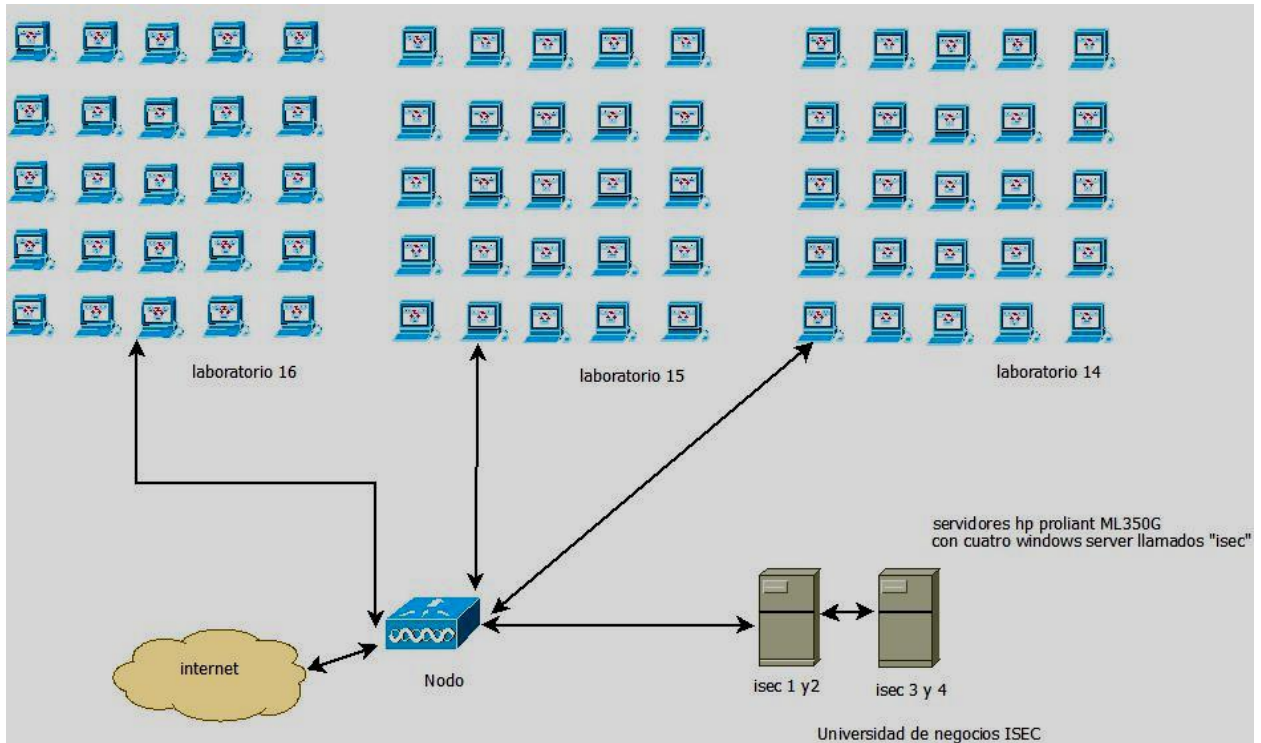 laboratorio 16
laboratorio 15
laboratorio 14
servidores hp proliant ML350G
con cuatro windows server llamados "isec"
internet
Nodo
isec 1 y2
isec 3 y 4
Universidad de negocios ISEC